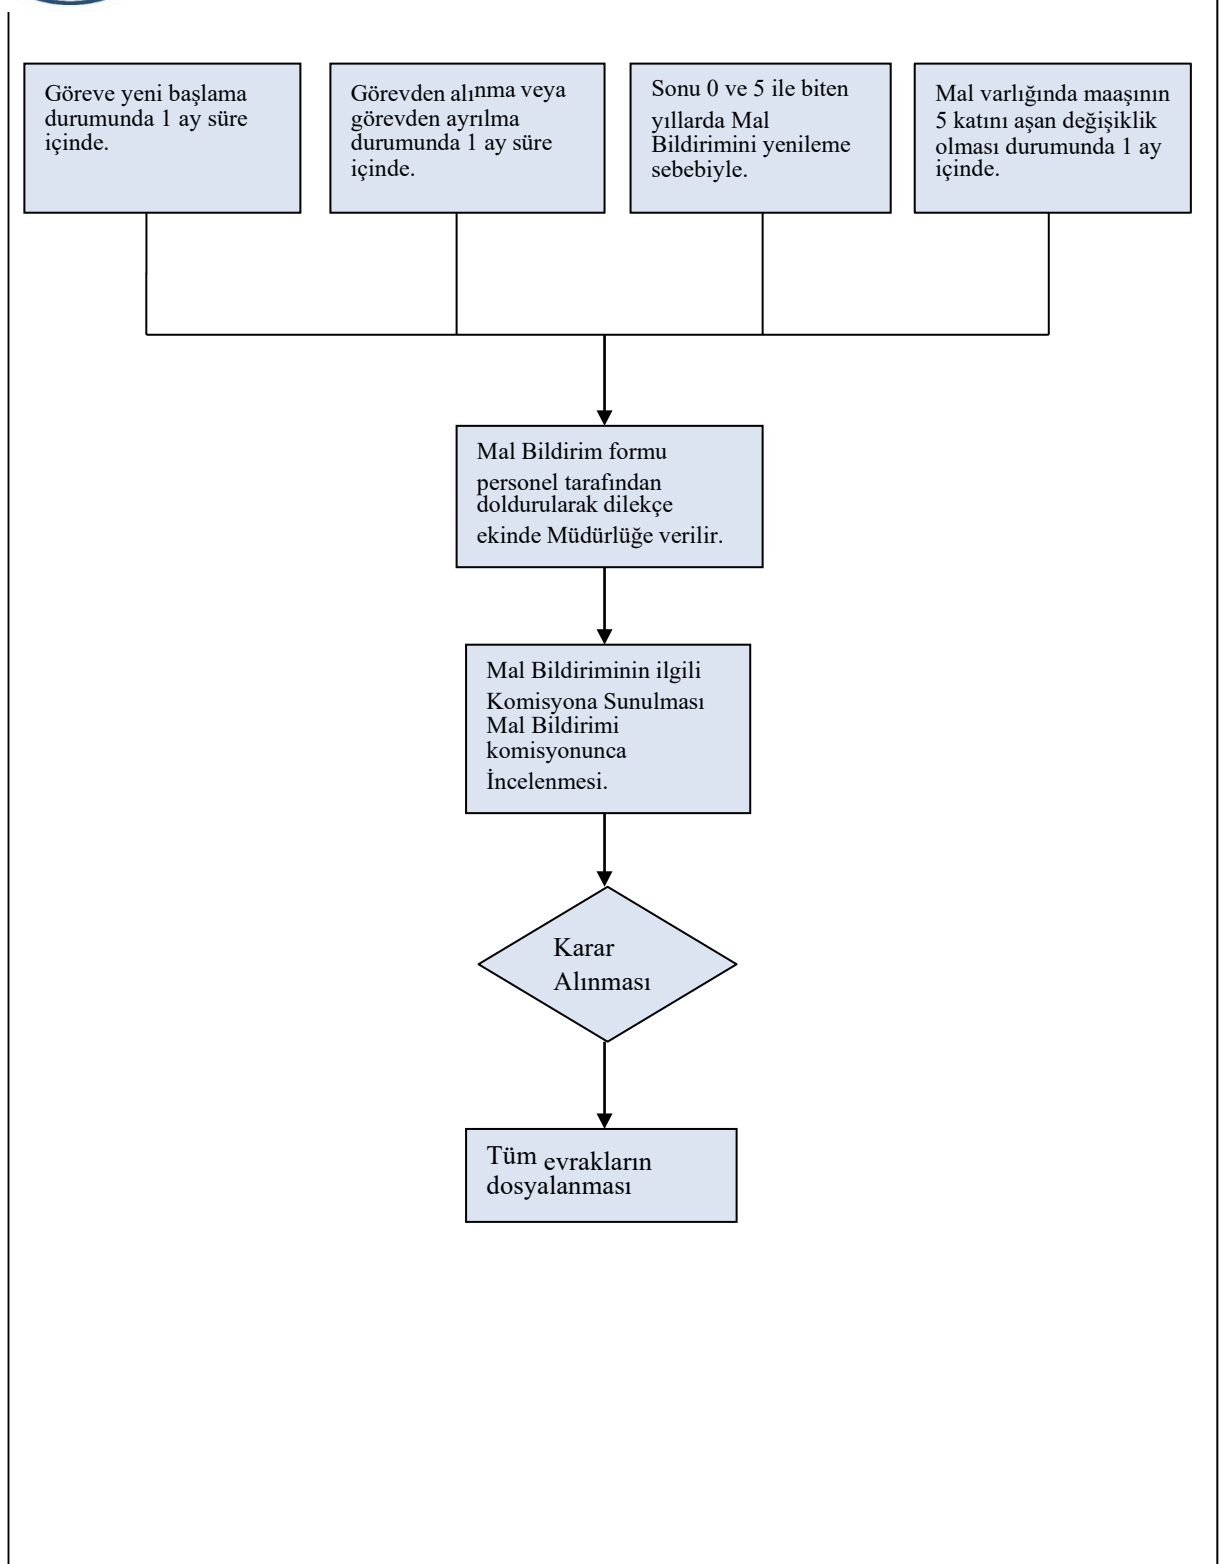 Göreve yeni başlama
durumunda 1 ay süre
içinde.
Görevden alınma veya
görevden ayrılma
durumunda 1 ay süre
içinde.
Sonu 0 ve 5 ile biten
yıllarda Mal
Bildirimini yenileme
sebebiyle.
Mal varlığında maaşının
5 katını aşan değişiklik
olması durumunda 1 ay
içinde.
Mal Bildirim formu
personel tarafından
doldurularak dilekçe
ekinde Müdürlüğe verilir.
Mal Bildiriminin ilgili
Komisyona Sunulması
Mal Bildirimi
komisyonunca
İncelenmesi.
Karar
Alınması
Tüm evrakların
dosyalanması